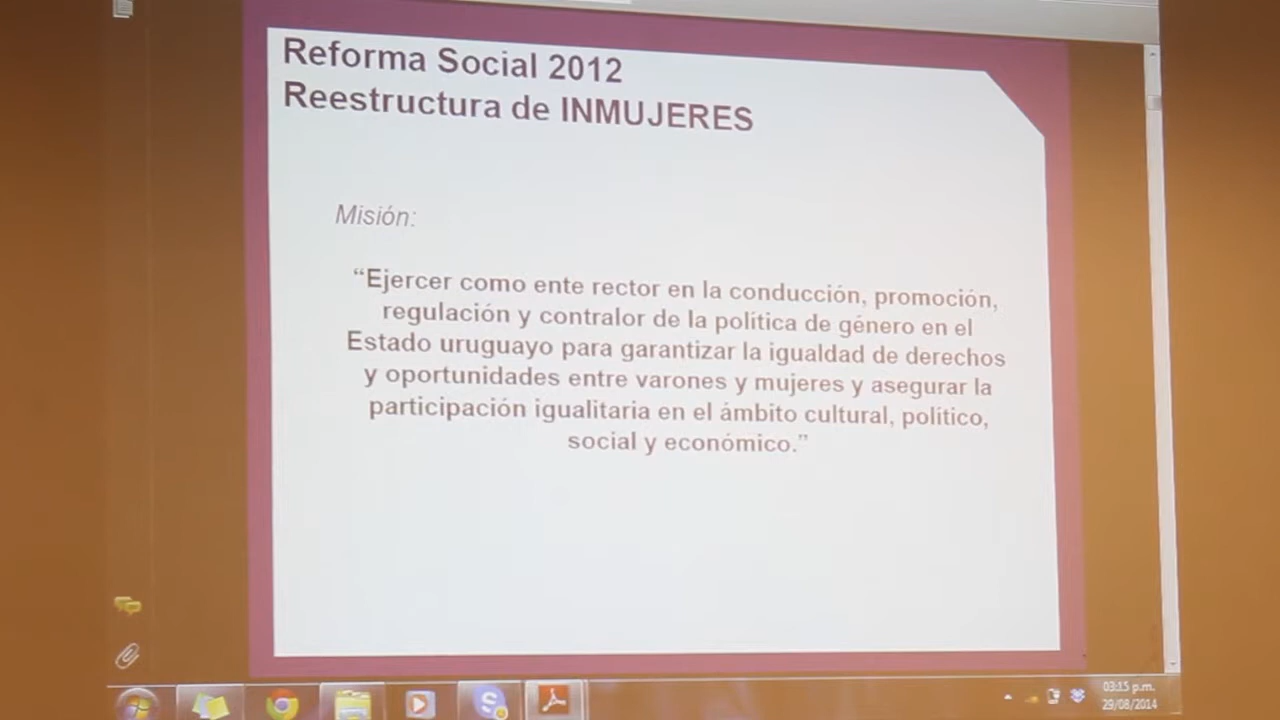 Reforma Social 2012
Reestructura de INMUJERES
Misión:
“Ejercer como ente rector en la conducción, promoción,
regulación y contralor de la política de género en el
Estado uruguayo para garantizar la igualdad de derechos
y oportunidades entre varones y mujeres y asegurar la
participación igualitaria en el ámbito cultural, político,
social y económico.”
03:15 p.m.
29/08/2014